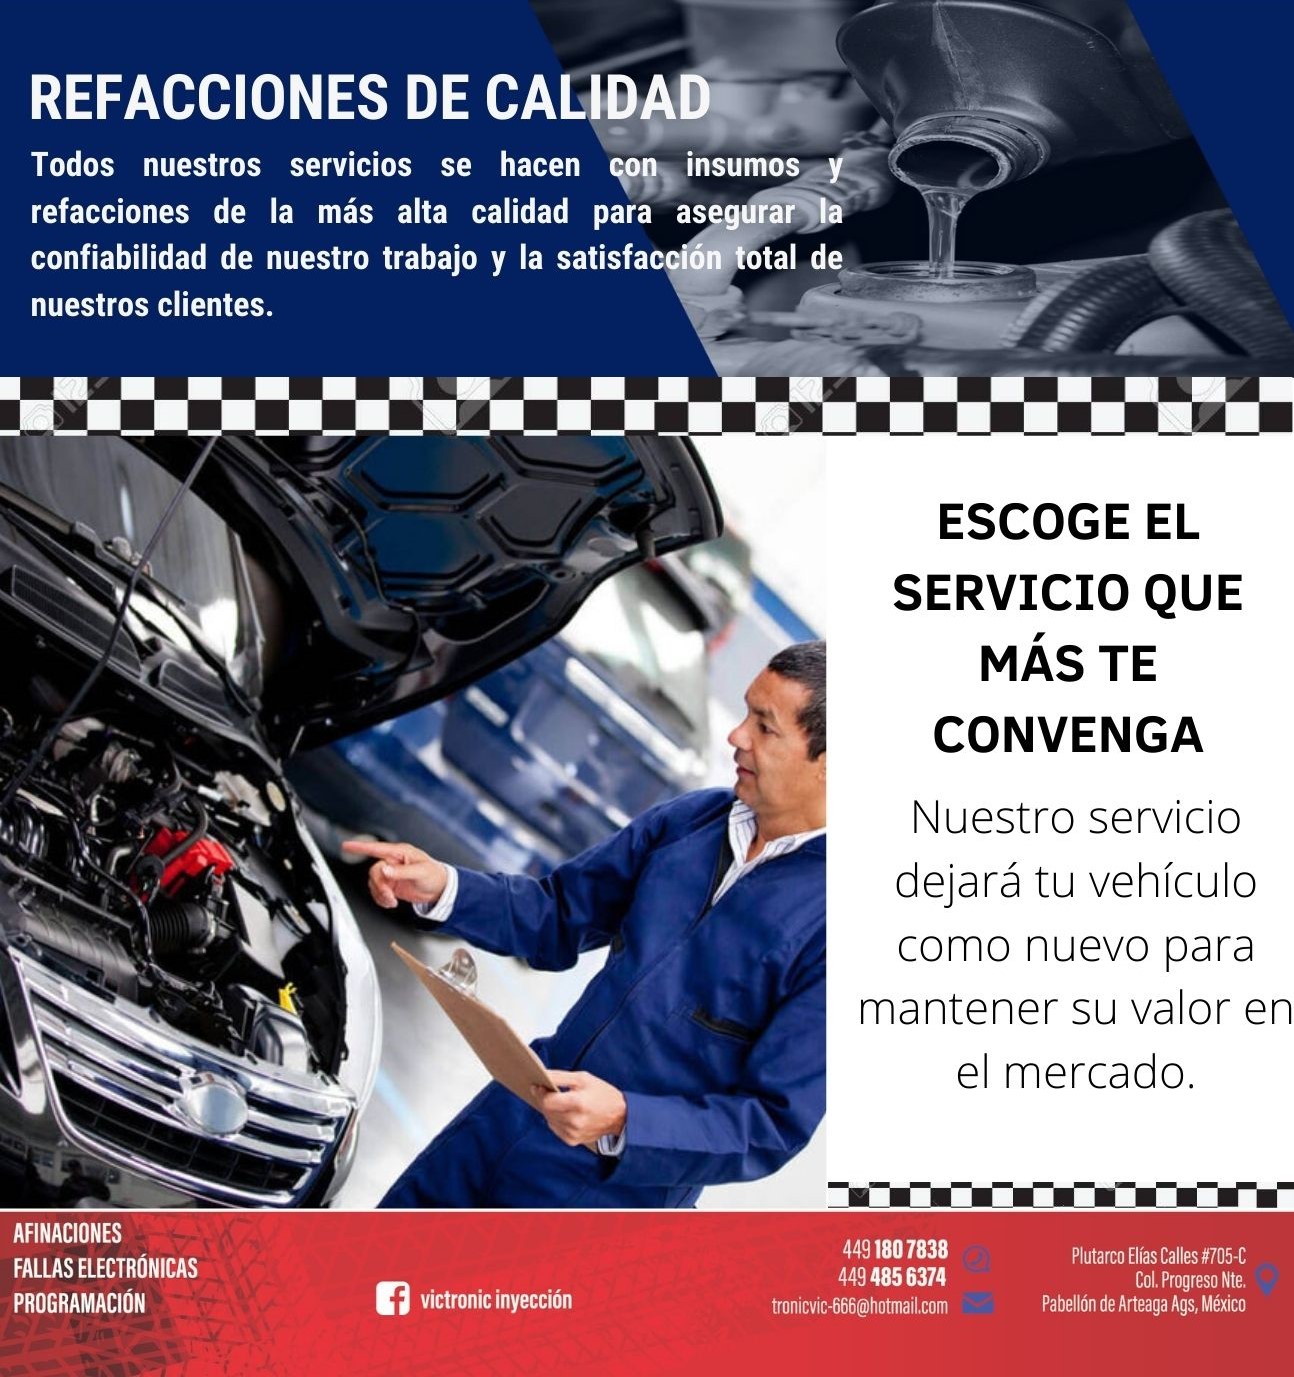 REFACCIONES DE CALIDAD
Todos nuestros servicios se hacen con insumos y
refacciones de la más alta calidad para asegurar la
confiabilidad de nuestro trabajo y la satisfacción total de
nuestros clientes.
ESCOGE EL
SERVICIO QUE
MÁS TE
CONVENGA
Nuestro servicio
dejará tu vehículo
como nuevo para
mantener su valor en
el mercado.
AFINACIONES
FALLAS ELECTRÓNICAS
PROGRAMACIÓN
victronic inyección
449 180 7838
449 485 6374
tronicvic-666@hotmail.com
Plutarco Elías Calles #705-C
Col. Progreso Nte.
Pabellón de Arteaga Ags, México